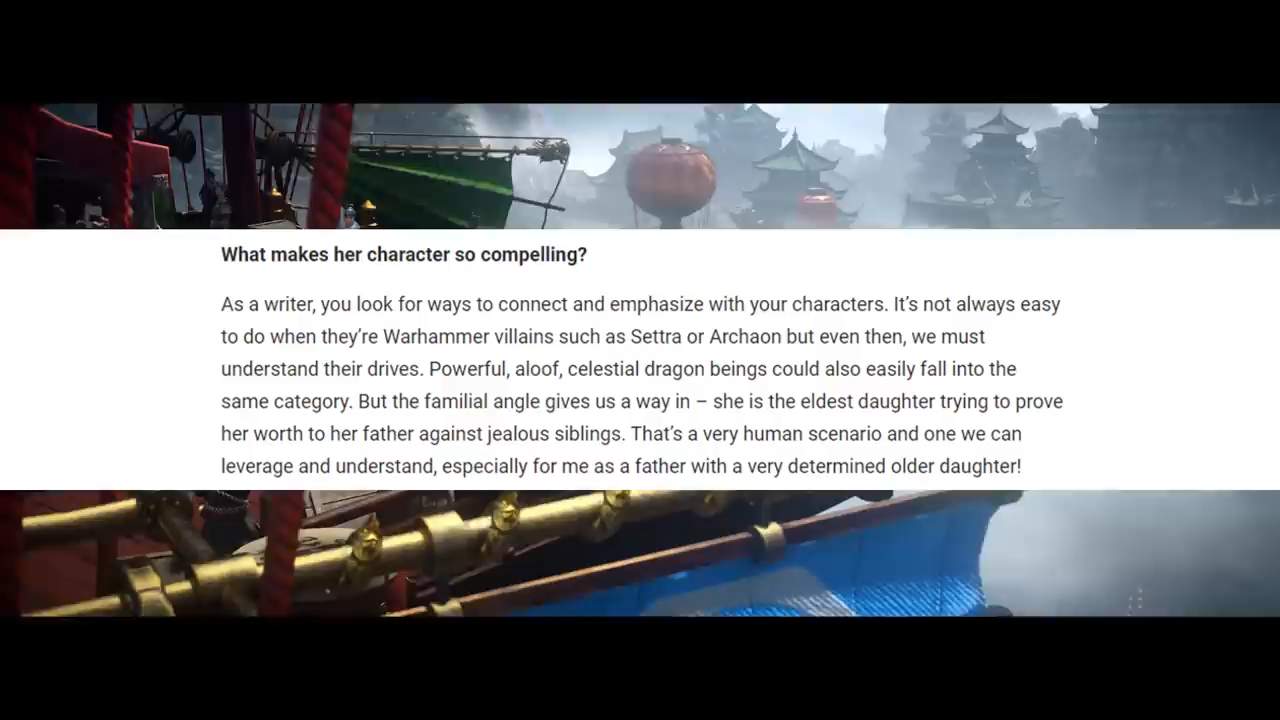 What makes her character so compelling?
As a writer, you look for ways to connect and emphasize with your characters. It’s not always easy
to do when they’re Warhammer villains such as Settra or Archaon but even then, we must
understand their drives. Powerful, aloof, celestial dragon beings could also easily fall into the
same category. But the familial angle gives us a way in – she is the eldest daughter trying to prove
her worth to her father against jealous siblings. That’s a very human scenario and one we can
leverage and understand, especially for me as a father with a very determined older daughter!